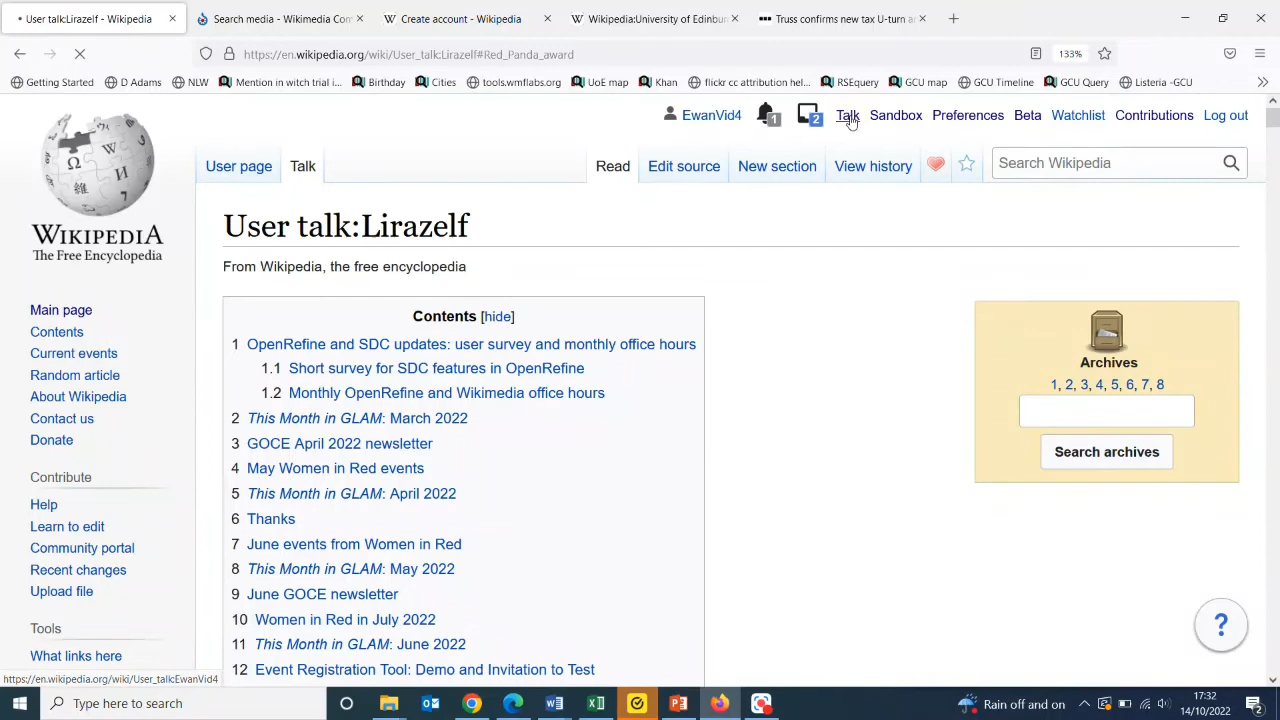 User talk:Lirazelf - Wikipedia
Search media - Wikimedia Com
Create account - Wikipedia
Wikipedia:University of Edinbur
Truss confirms new tax U-turn a
https://en.wikipedia.org/wiki/User_talk:Lirazelf#Red_Panda_award
133%
Getting Started
D Adams
NLW
Mention in witch trial i...
Birthday
Cities
tools.wmflabs.org
UoE map
Khan
flickr cc attribution hel...
RSEquery
GCU map
GCU Timeline
GCU Query
Listeria -GCU
EwanVid4
1
2
Talk
Sandbox
Preferences
Beta
Watchlist
Contributions
Log out
User page
Talk
Read
Edit source
New section
View history
Search Wikipedia
WIKIPEDIA
The Free Encyclopedia
Main page
Contents
Current events
Random article
About Wikipedia
Contact us
Donate
Contribute
Help
Learn to edit
Community portal
Recent changes
Upload file
Tools
What links here
User talk:Lirazelf
From Wikipedia, the free encyclopedia
Contents [hide]
1 OpenRefine and SDC updates: user survey and monthly office hours
1.1 Short survey for SDC features in OpenRefine
1.2 Monthly OpenRefine and Wikimedia office hours
2 This Month in GLAM: March 2022
3 GOCE April 2022 newsletter
4 May Women in Red events
5 This Month in GLAM: April 2022
6 Thanks
7 June events from Women in Red
8 This Month in GLAM: May 2022
9 June GOCE newsletter
10 Women in Red in July 2022
11 This Month in GLAM: June 2022
12 Event Registration Tool: Demo and Invitation to Test
Archives
1, 2, 3, 4, 5, 6, 7, 8
Search archives
?
https://en.wikipedia.org/wiki/User_talk:EwanVid4
Type here to search
Rain off and on
17:32
14/10/2022
2